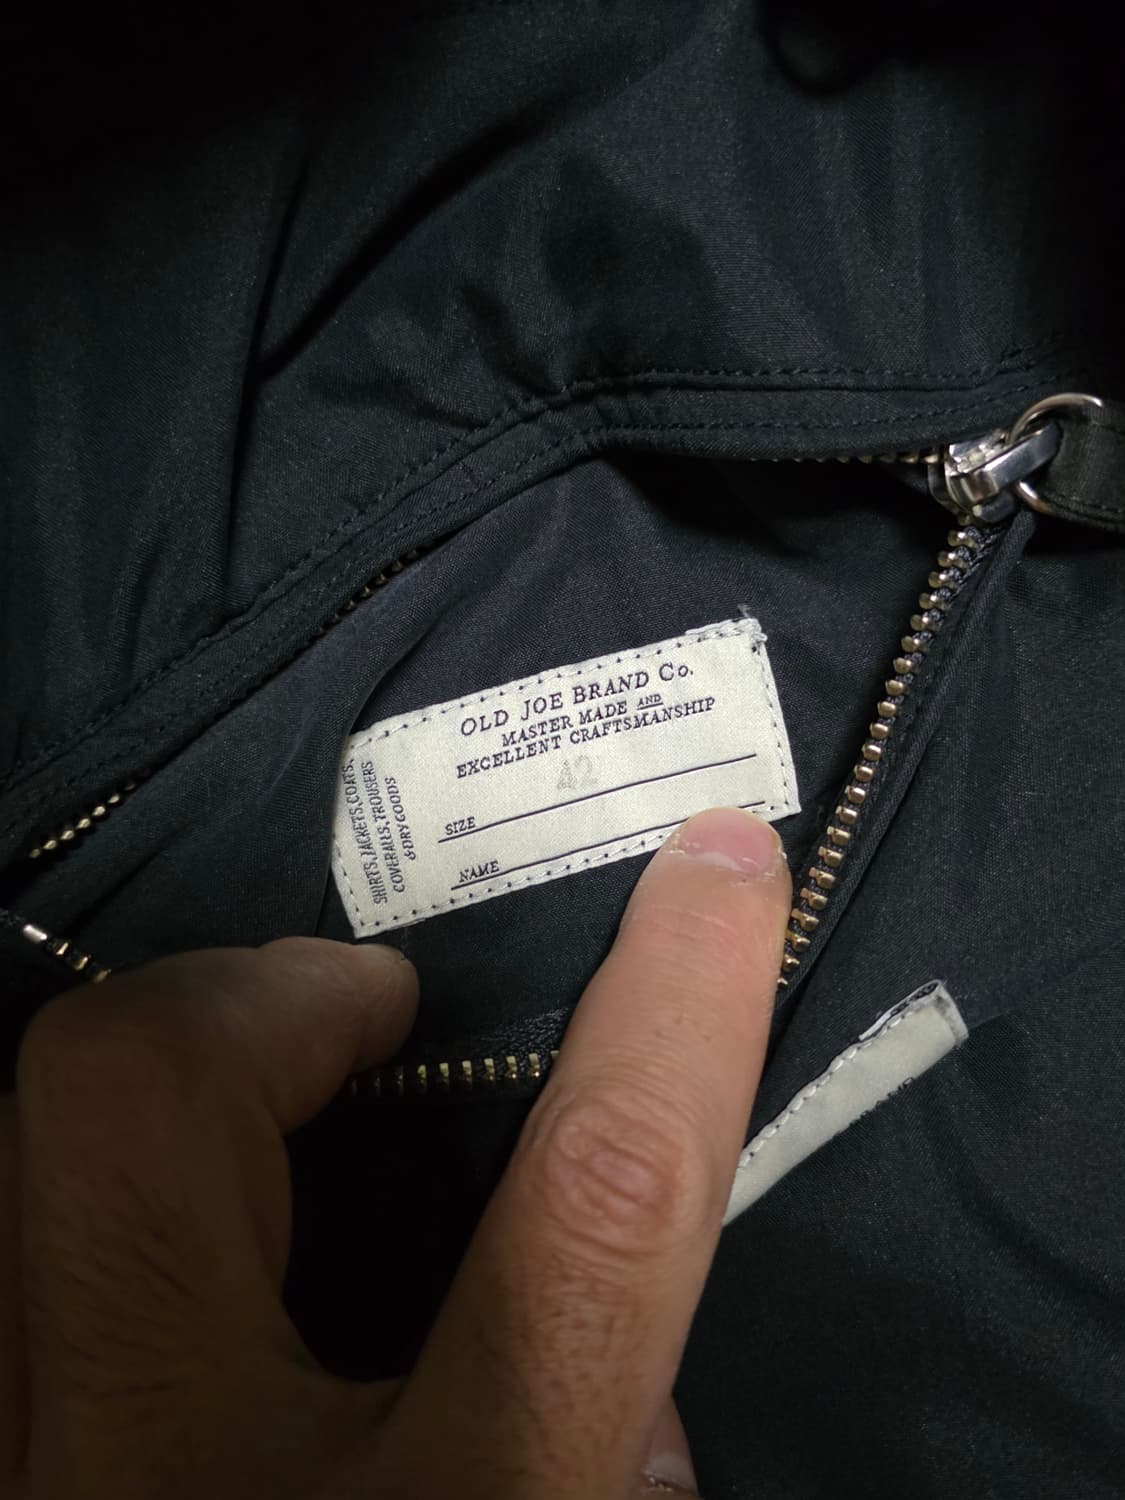 OLD JOE BRAND Co.
MASTER MADE AND
EXCELLENT CRAFTSMANSHIP
42
SIZE
NAME
SHIRTS, JACKETS, COATS,
COVERALLS, TROUSERS
& DRY GOODS